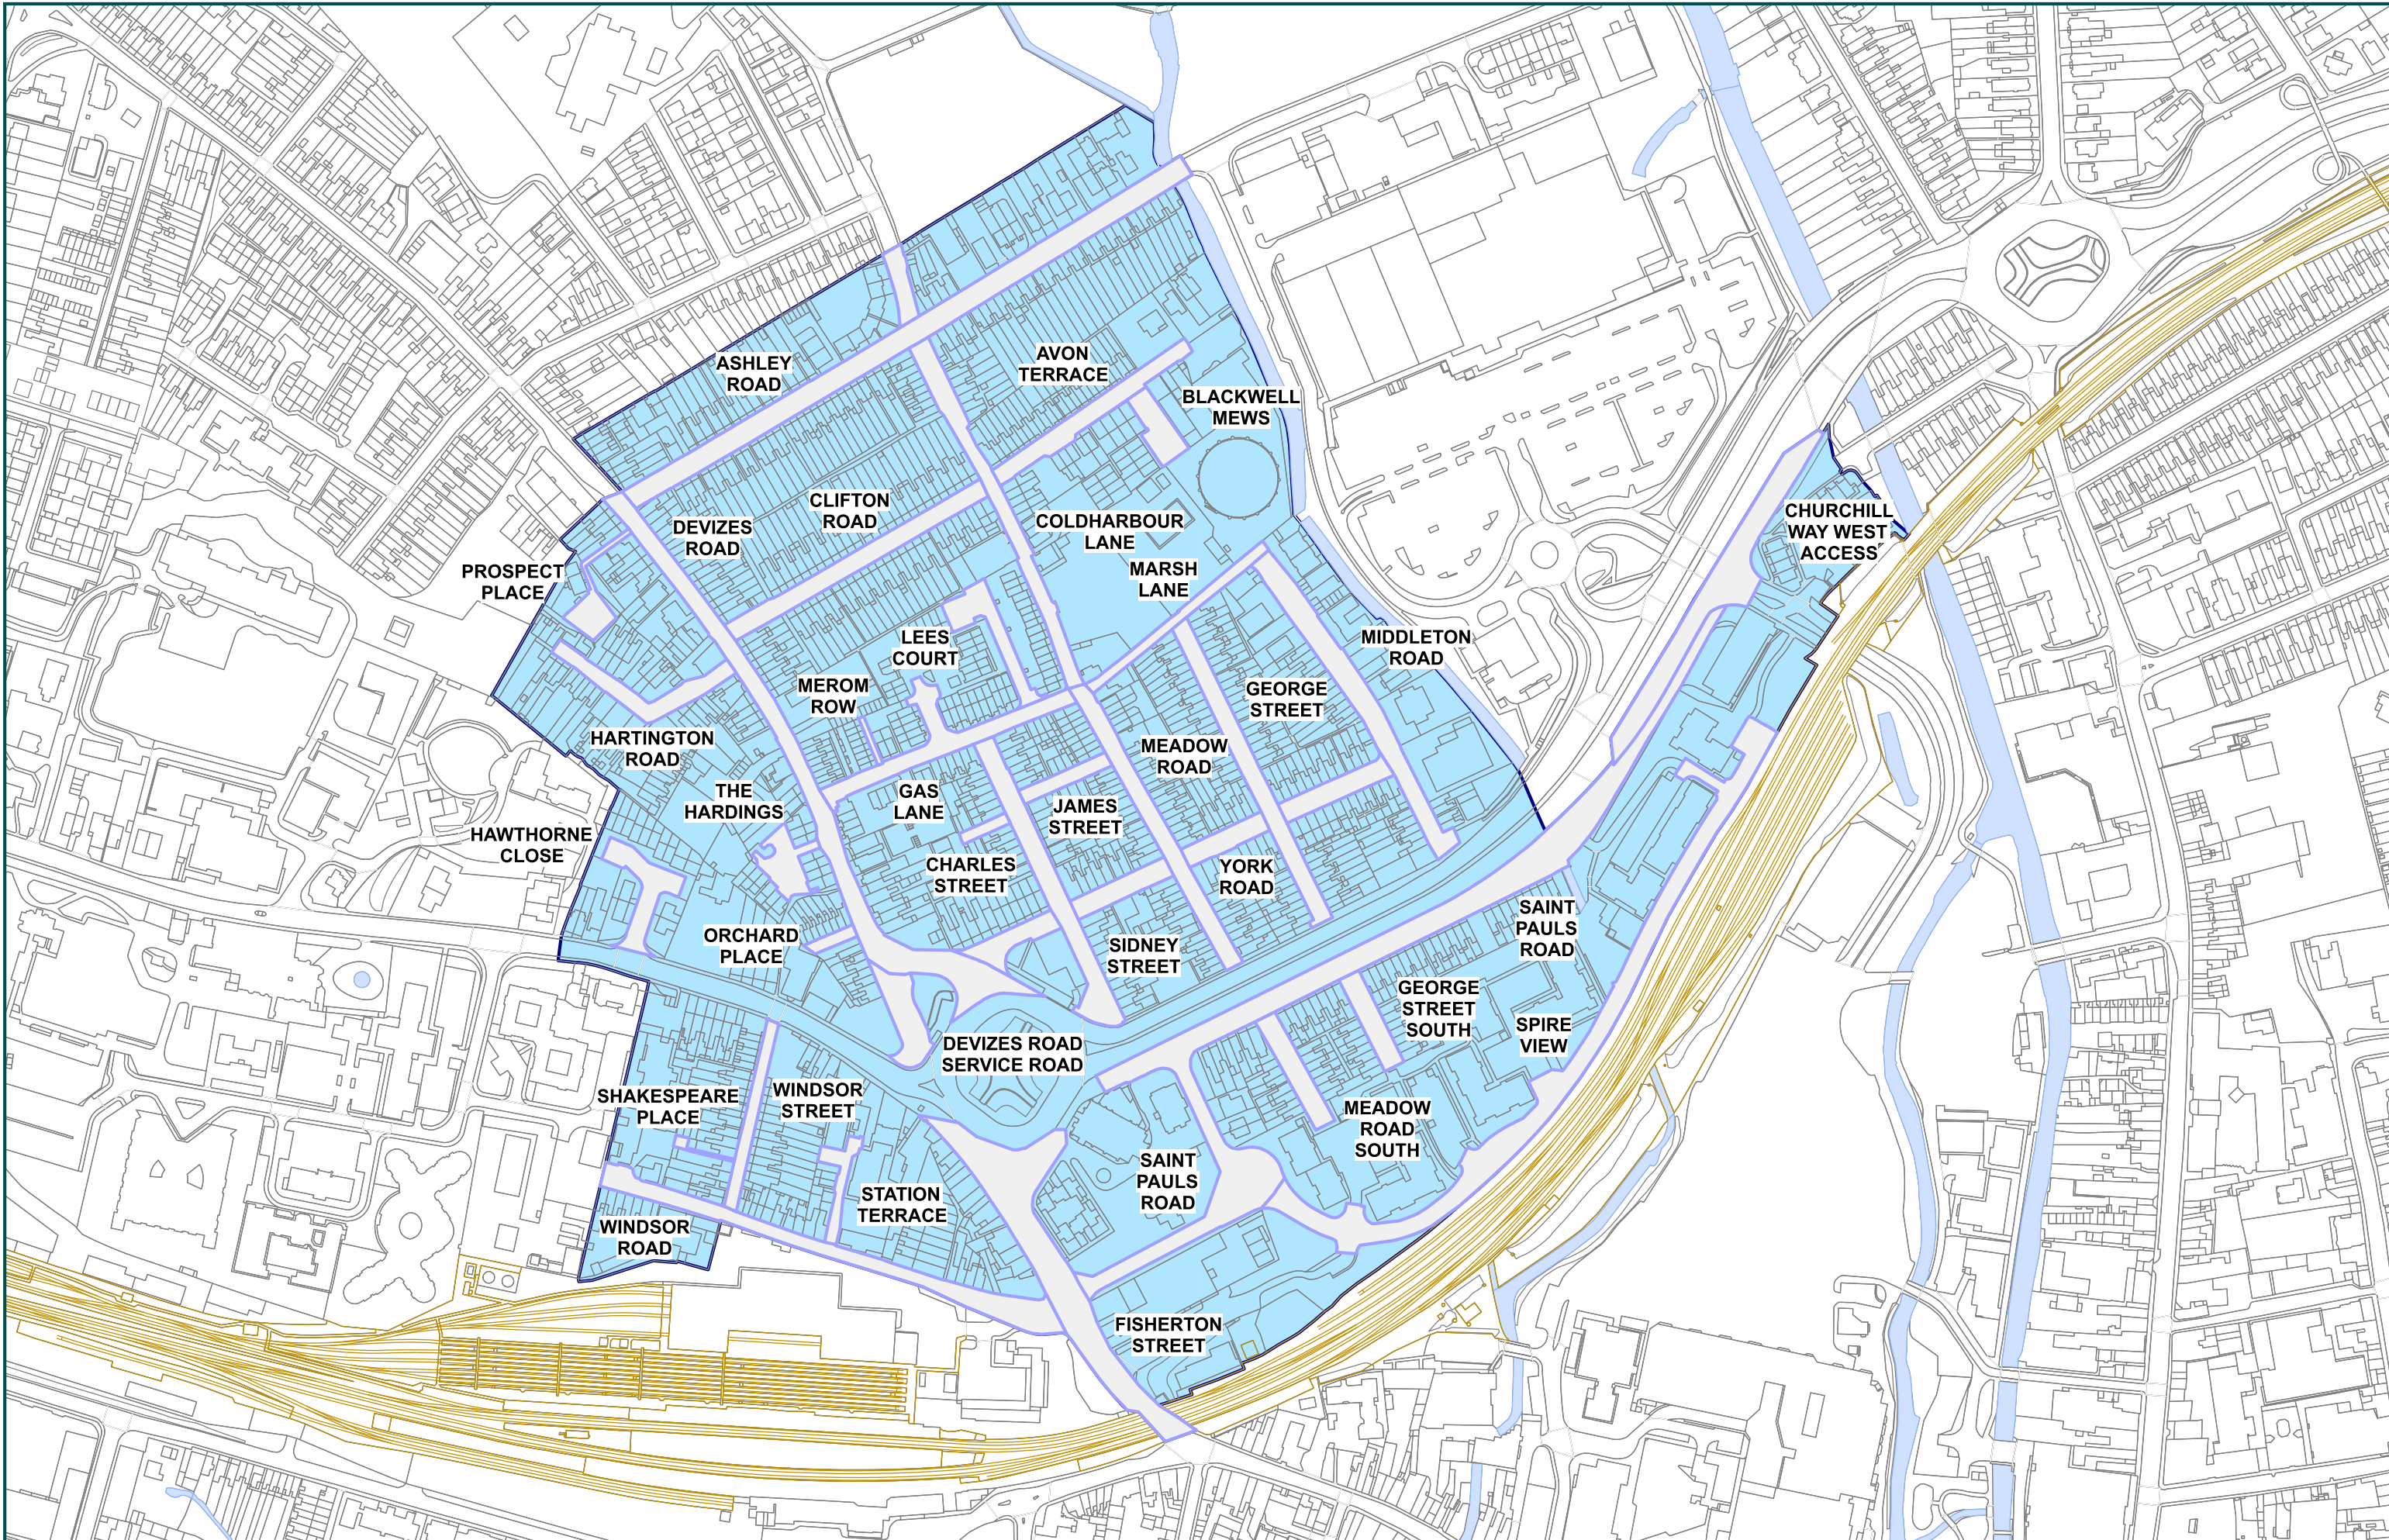 ASHLEY
ROAD
AVON
TERRACE
BLACKWELL
MEWS
CLIFTON
ROAD
DEVIZES
ROAD
COLDHARBOUR
LANE
CHURCHILL
WAY WEST
ACCESS
PROSPECT
PLACE
MARSH
LANE
LEES
COURT
MIDDLETON
ROAD
MEROM
ROW
GEORGE
STREET
HARTINGTON
ROAD
MEADOW
ROAD
THE
HARDINGS
GAS
LANE
JAMES
STREET
HAWTHORNE
CLOSE
CHARLES
STREET
YORK
ROAD
SAINT
PAULS
ROAD
ORCHARD
PLACE
SIDNEY
STREET
GEORGE
STREET
SOUTH
SPIRE
VIEW
DEVIZES ROAD
SERVICE ROAD
SHAKESPEARE
PLACE
WINDSOR
STREET
MEADOW
ROAD
SOUTH
SAINT
PAULS
ROAD
STATION
TERRACE
WINDSOR
ROAD
FISHERTON
STREET